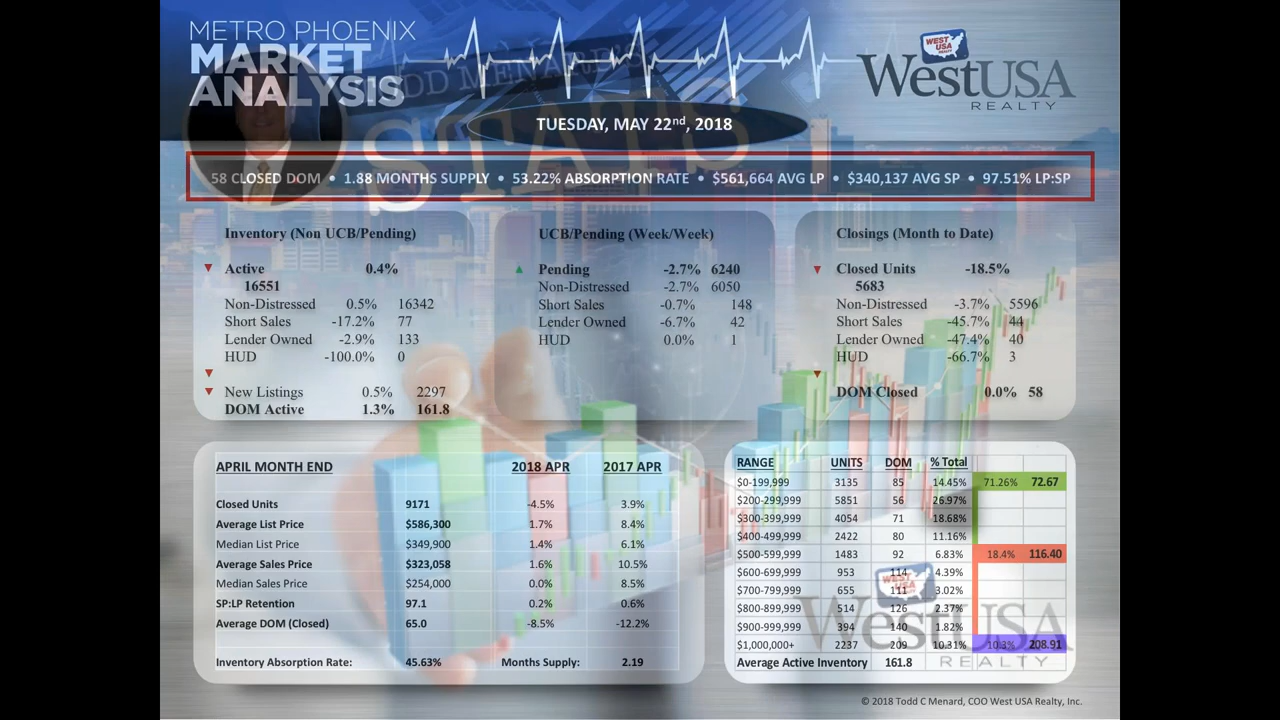 METRO PHOENIX
MARKET
ANALYSIS
TODD MENARD'S
STATS
WEST USA
REALTY
WestUSA
REALTY
TUESDAY, MAY 22nd, 2018
58 CLOSED DOM • 1.88 MONTHS SUPPLY • 53.22% ABSORPTION RATE • $561,664 AVG LP • $340,137 AVG SP • 97.51% LP:SP
Inventory (Non UCB/Pending)
Active 0.4%
16551
Non-Distressed 0.5% 16342
Short Sales -17.2% 77
Lender Owned -2.9% 133
HUD -100.0% 0
New Listings 0.5% 2297
DOM Active 1.3% 161.8
UCB/Pending (Week/Week)
Pending -2.7% 6240
Non-Distressed -2.7% 6050
Short Sales -0.7% 148
Lender Owned -6.7% 42
HUD 0.0% 1
Closings (Month to Date)
Closed Units -18.5%
5683
Non-Distressed -3.7% 5596
Short Sales -45.7% 44
Lender Owned -47.4% 40
HUD -66.7% 3
DOM Closed 0.0% 58
APRIL MONTH END 2018 APR 2017 APR
Closed Units 9171 -4.5% 3.9%
Average List Price $586,300 1.7% 8.4%
Median List Price $349,900 1.4% 6.1%
Average Sales Price $323,058 1.6% 10.5%
Median Sales Price $254,000 0.0% 8.5%
SP:LP Retention 97.1 0.2% 0.6%
Average DOM (Closed) 65.0 -8.5% -12.2%
Inventory Absorption Rate: 45.63% Months Supply: 2.19
RANGE UNITS DOM % Total
$0-199,999 3135 85 14.45% 71.26% 72.67
$200-299,999 5851 56 26.97%
$300-399,999 4054 71 18.68%
$400-499,999 2422 80 11.16%
$500-599,999 1483 92 6.83% 18.4% 116.40
$600-699,999 953 114 4.39%
$700-799,999 655 111 3.02%
$800-899,999 514 126 2.37%
$900-999,999 394 140 1.82%
$1,000,000+ 2237 209 10.31% 10.3% 208.91
Average Active Inventory 161.8
WEST USA
WestUSA
REALTY
© 2018 Todd C Menard, COO West USA Realty, Inc.